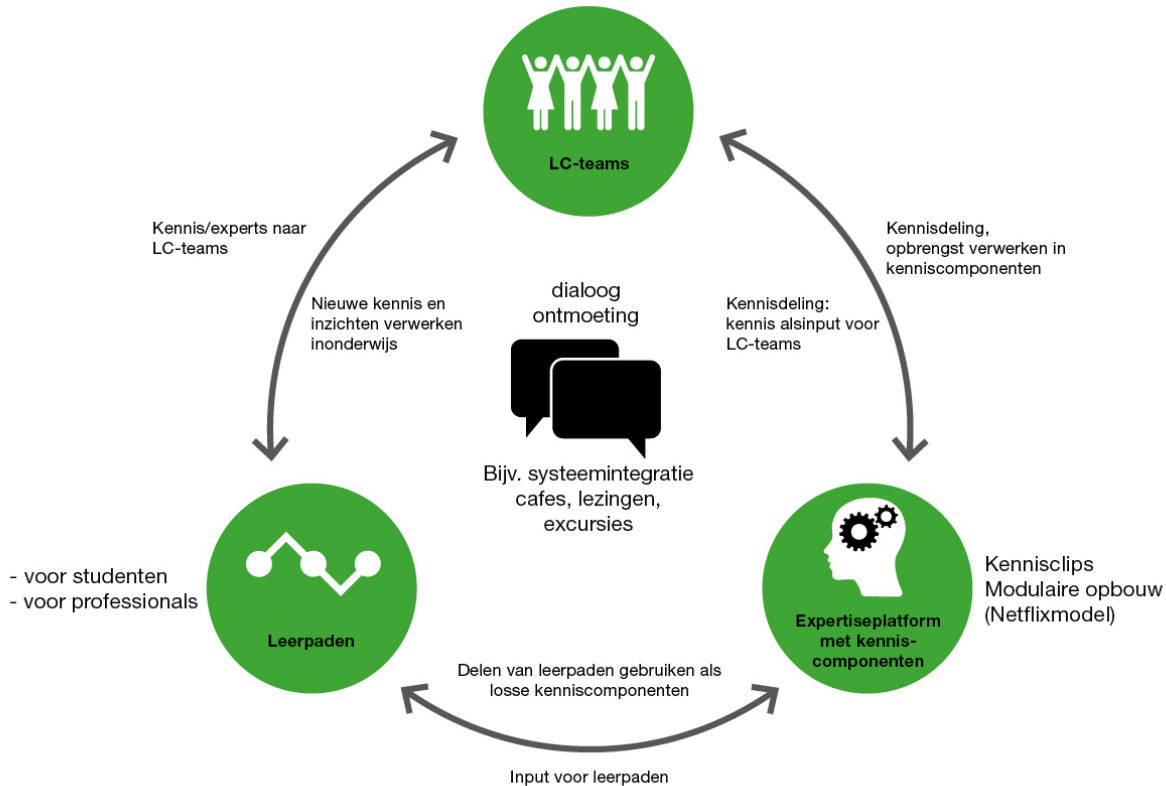 LC-teams
Kennis/experts naar
LC-teams
Kennisdeling,
opbrengst verwerken in
kenniscomponenten
Nieuwe kennis en
inzichten verwerken
inonderwijs
dialoog
ontmoeting
Kennisdeling:
kennis alsinput voor
LC-teams
Bijv. systeemintegratie
cafes, lezingen,
excursies
- voor studenten
- voor professionals
Leerpaden
Expertiseplatform
met kennis-
componenten
Kennisclips
Modulaire opbouw
(Netflixmodel)
Delen van leerpaden gebruiken als
losse kenniscomponenten
Input voor leerpaden